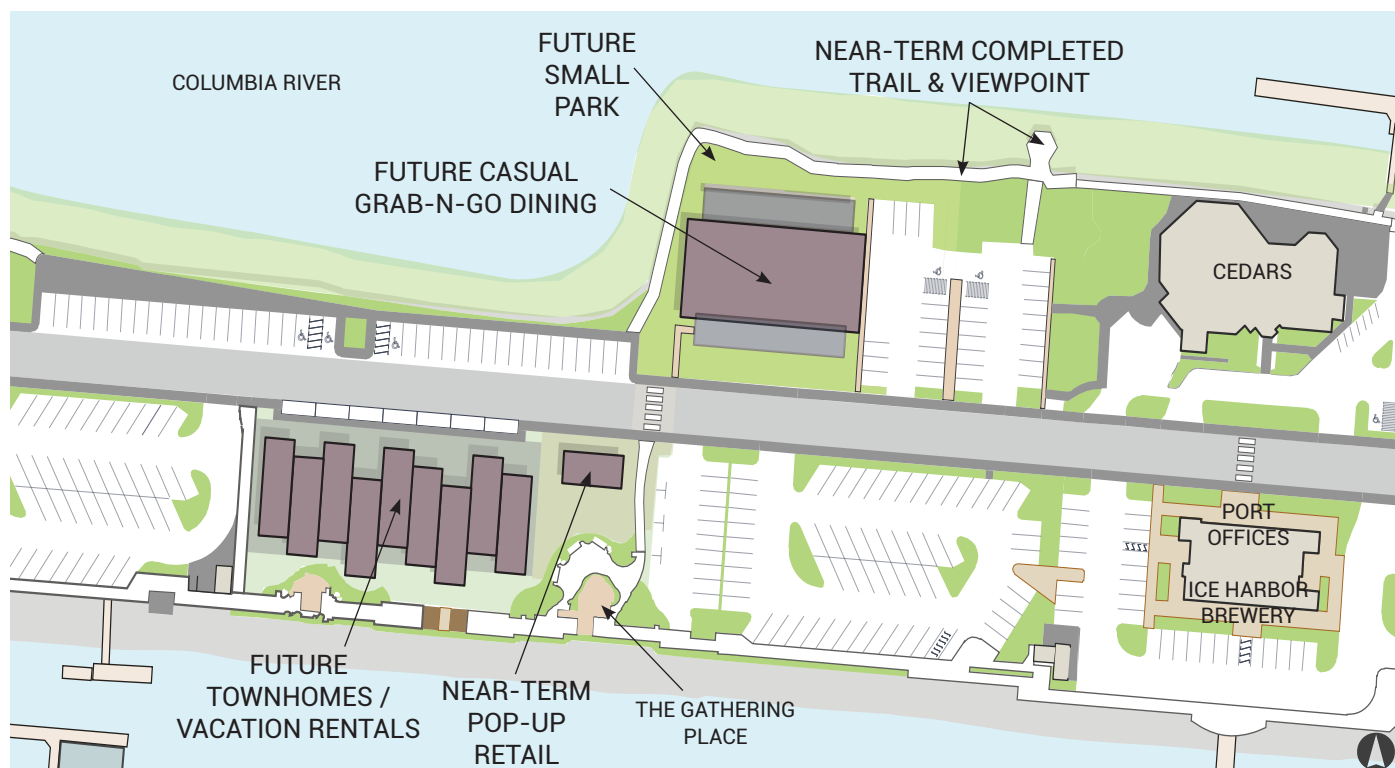 COLUMBIA RIVER
FUTURE
SMALL
PARK
NEAR-TERM COMPLETED
TRAIL & VIEWPOINT
FUTURE CASUAL
GRAB-N-GO DINING
CEDARS
PORT
OFFICES
ICE HARBOR
BREWERY
FUTURE
TOWNHOMES /
VACATION RENTALS
NEAR-TERM
POP-UP
RETAIL
THE GATHERING
PLACE